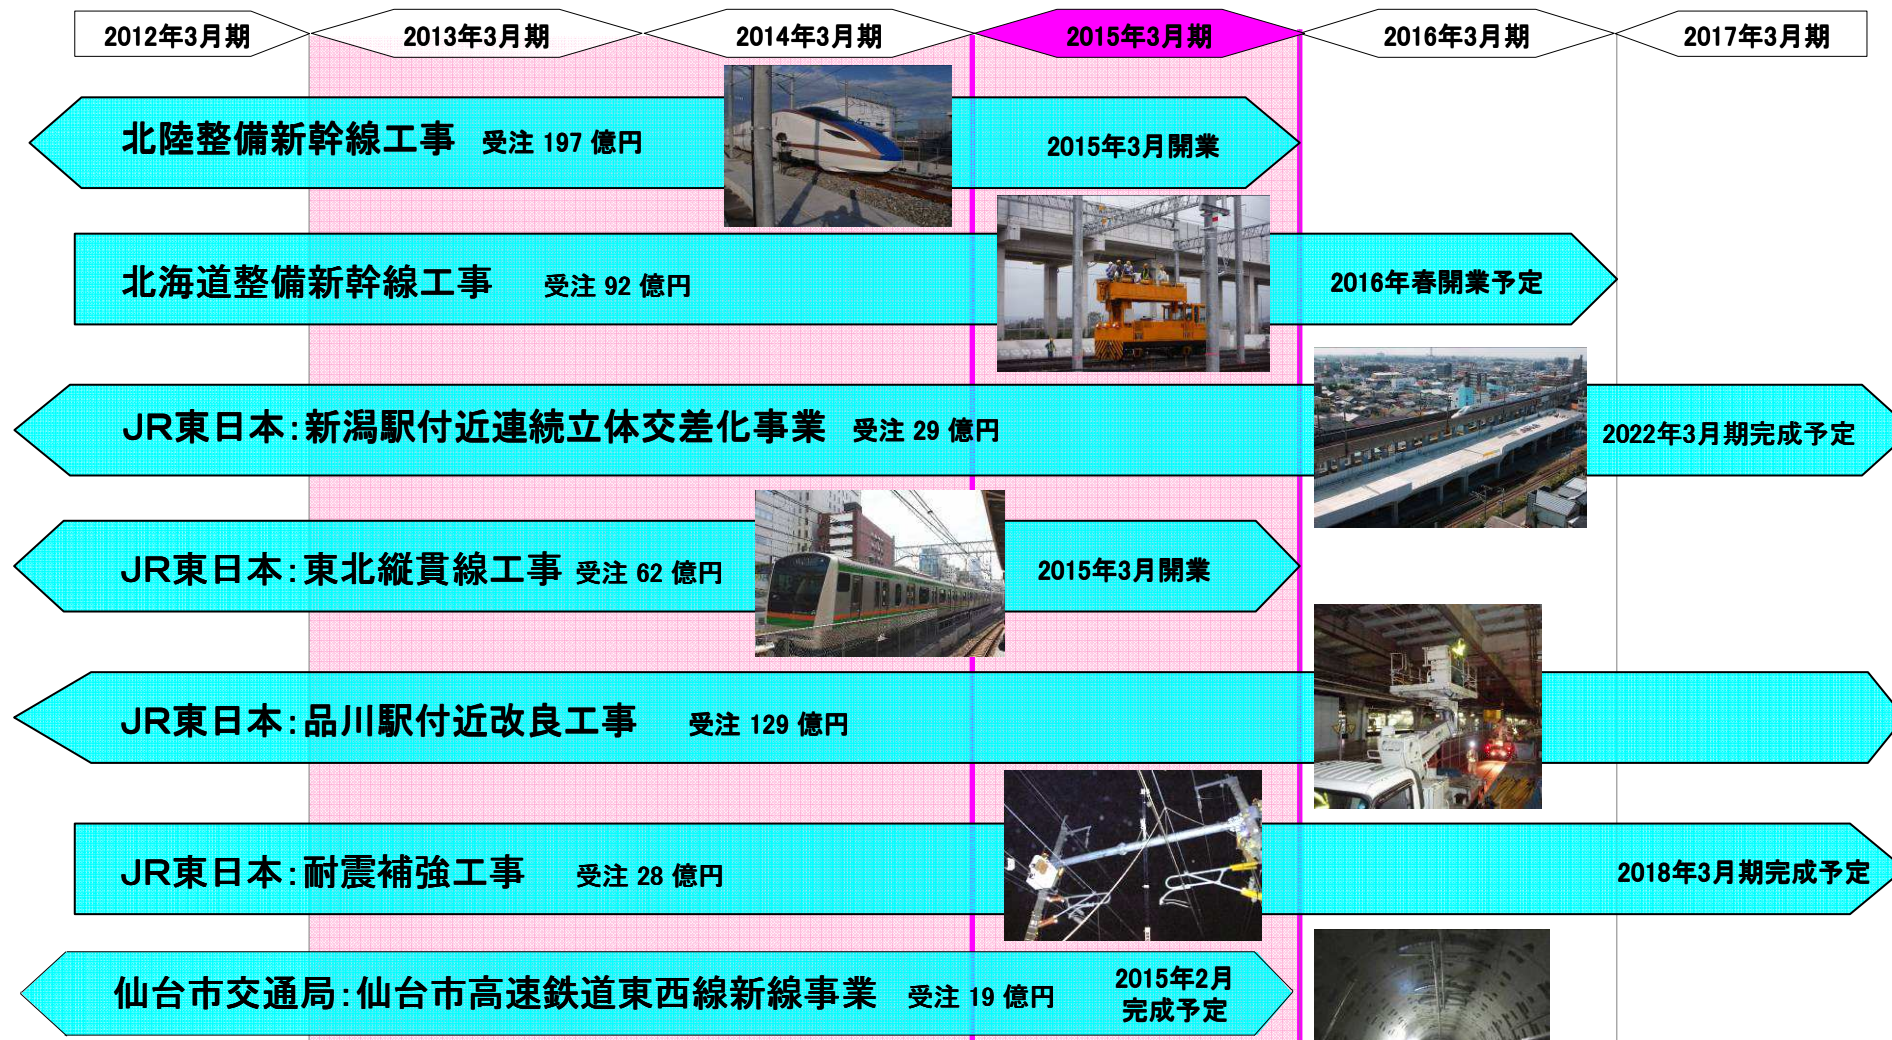 2012年3月期 2013年3月期 2014年3月期 2015年3月期 2016年3月期 2017年3月期
北陸整備新幹線工事 受注 197 億円 2015年3月開業
北海道整備新幹線工事 受注 92 億円 2016年春開業予定
JR東日本：新潟駅付近連続立体交差化事業 受注 29 億円 2022年3月期完成予定
JR東日本：東北縦貫線工事 受注 62 億円 2015年3月開業
JR東日本：品川駅付近改良工事 受注 129 億円
JR東日本：耐震補強工事 受注 28 億円 2018年3月期完成予定
仙台市交通局：仙台市高速鉄道東西線新線事業 受注 19 億円 2015年2月
完成予定